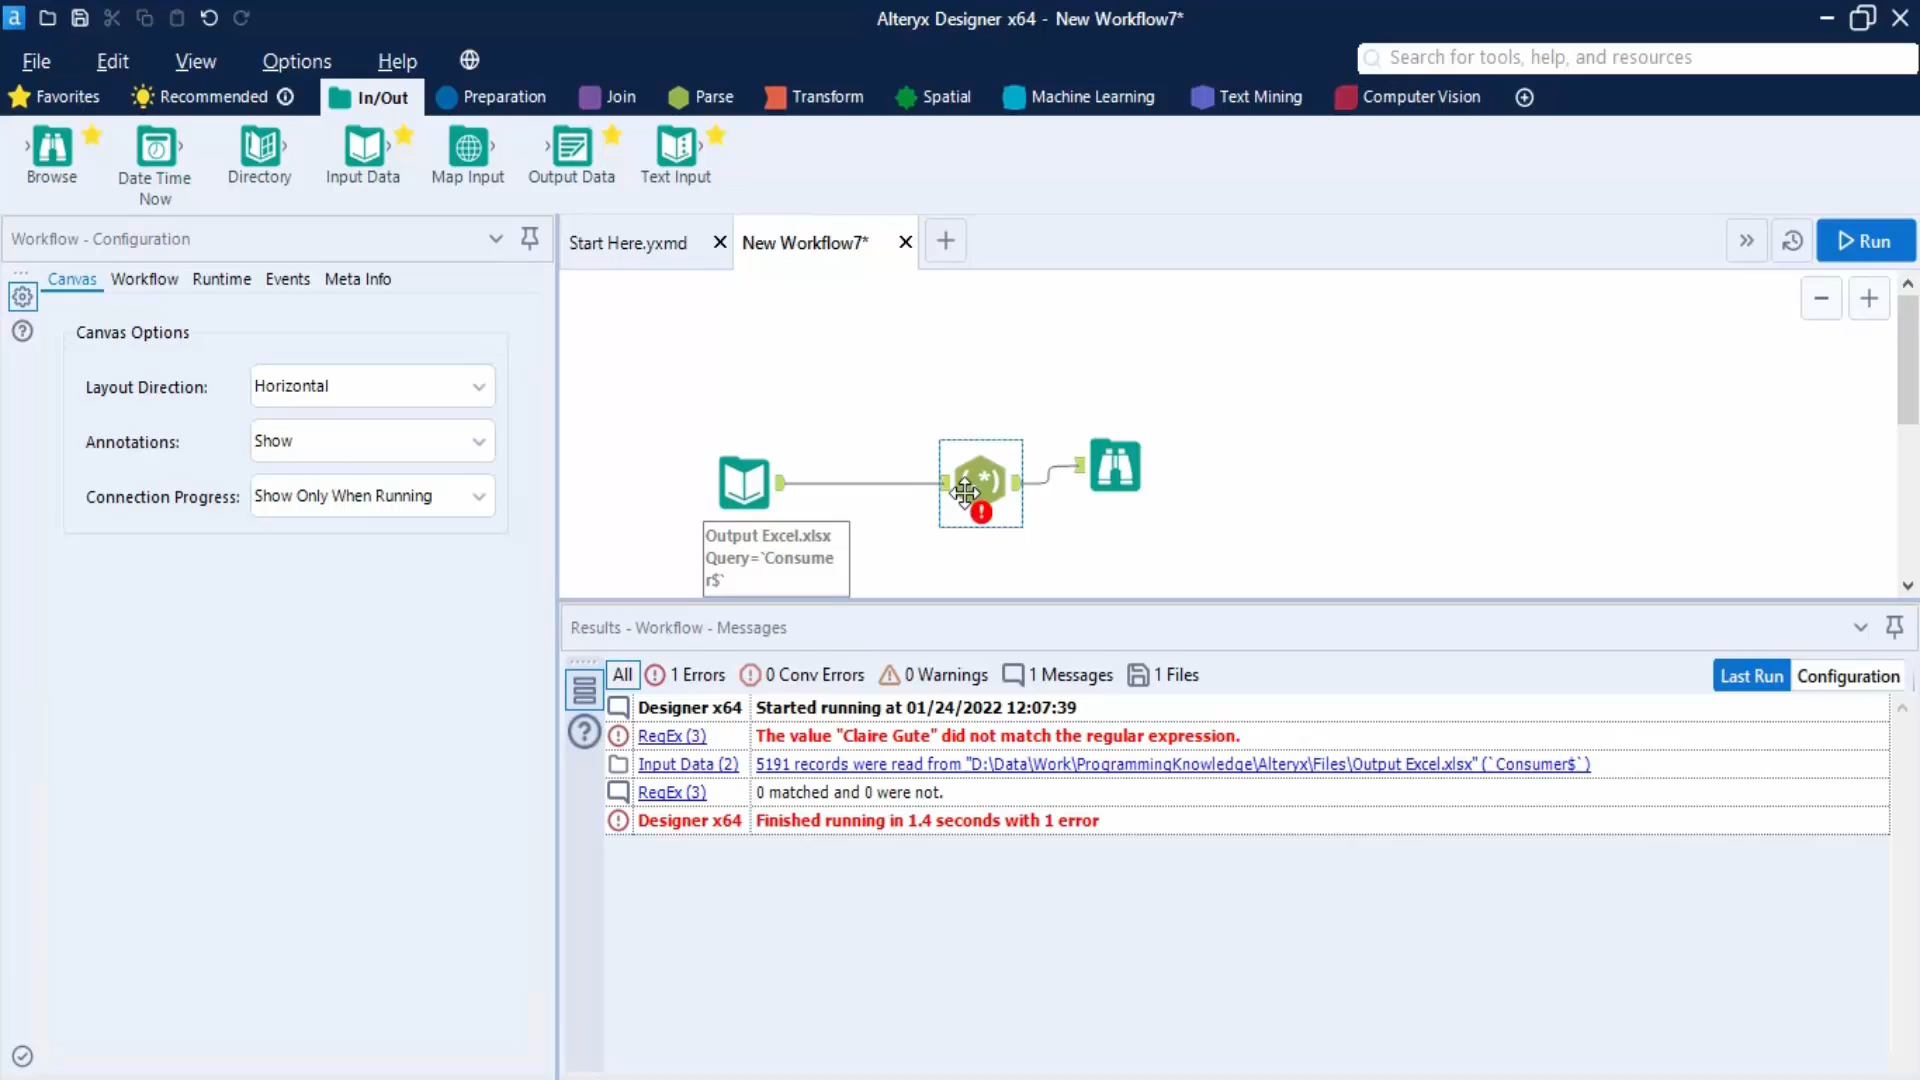 a
Alteryx Designer x64 - New Workflow7*
File Edit View Options Help
Search for tools, help, and resources
Favorites Recommended In/Out Preparation Join Parse Transform Spatial Machine Learning Text Mining Computer Vision
Browse Date Time Directory Input Data Map Input Output Data Text Input
Now
Workflow - Configuration
Start Here.yxmd New Workflow7* Run
Canvas Workflow Runtime Events Meta Info
Canvas Options
Layout Direction: Horizontal
Annotations: Show
Connection Progress: Show Only When Running
Output Excel.xlsx
Query=`Consume
r$`
Results - Workflow - Messages
All 1 Errors 0 Conv Errors 0 Warnings 1 Messages 1 Files Last Run Configuration
Designer x64 Started running at 01/24/2022 12:07:39
RegEx (3) The value "Claire Gute" did not match the regular expression.
Input Data (2) 5191 records were read from "D:\Data\Work\ProgrammingKnowledge\Alteryx\Files\Output Excel.xlsx" (`Consumer$`)
RegEx (3) 0 matched and 0 were not.
Designer x64 Finished running in 1.4 seconds with 1 error